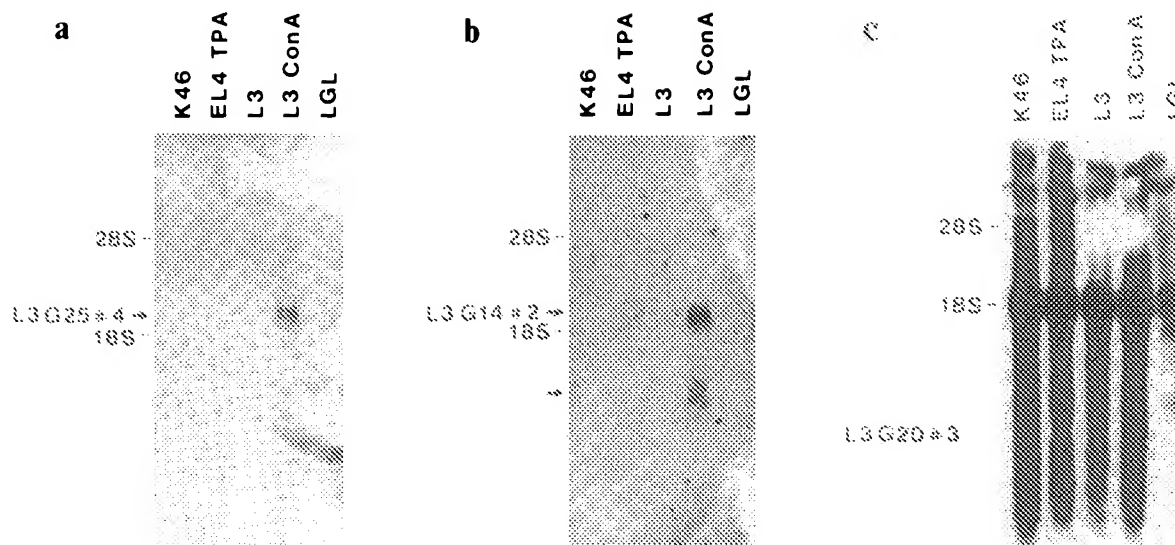 a
K46
EL4 TPA
L3
L3 ConA
LGL
28S
L3G25#4
18S
b
K46
EL4 TPA
L3
L3 ConA
LGL
28S
L3G14#2
18S
c
K46
EL4 TPA
L3
L3 ConA
LGL
28S
18S
L3G20#3